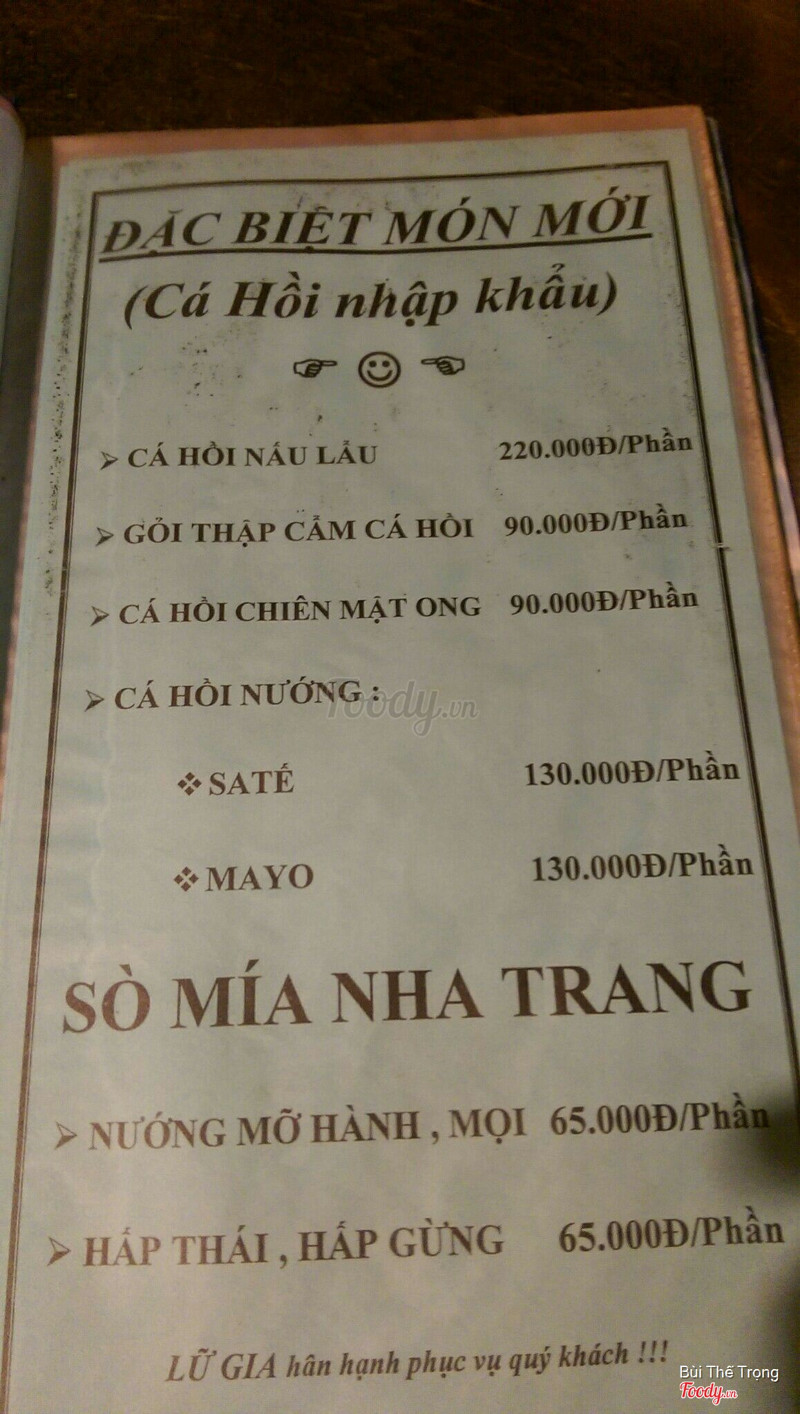 ĐẶC BIỆT MÓN MỚI
(Cá Hồi nhập khẩu)
☞ ☺ ☜
➢ CÁ HỒI NẤU LẨU 220.000Đ/Phần
➢ GỎI THẬP CẨM CÁ HỒI 90.000Đ/Phần
➢ CÁ HỒI CHIÊN MẬT ONG 90.000Đ/Phần
➢ CÁ HỒI NƯỚNG :
Foody.vn
❖ SATẾ 130.000Đ/Phần
❖ MAYO 130.000Đ/Phần
SÒ MÍA NHA TRANG
➢ NƯỚNG MỠ HÀNH , MỌI 65.000Đ/Phần
➢ HẤP THÁI , HẤP GỪNG 65.000Đ/Phần
LỮ GIA hân hạnh phục vụ quý khách !!!
Bùi Thế Trọng
Foody.vn